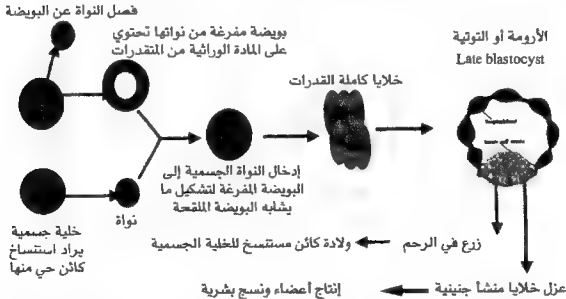 فصل النواة عن البويضة
بويضة مفرغة من نواتها تحتوي
على المادة الوراثية من المتقدرات
خلايا كاملة القدرات
الأرومة أو التوتية
Late blastocyst
إدخال النواة الجسمية إلى
البويضة المفرغة لتشكيل ما
يشابه البويضة الملقحة
نواة
خلية جسمية
يراد استنساخ
كائن حي منها
زرع في الرحم
ولادة كائن مستنسخ للخلية الجسمية
عزل خلايا منشأ جنينية
إنتاج أعضاء ونسج بشرية